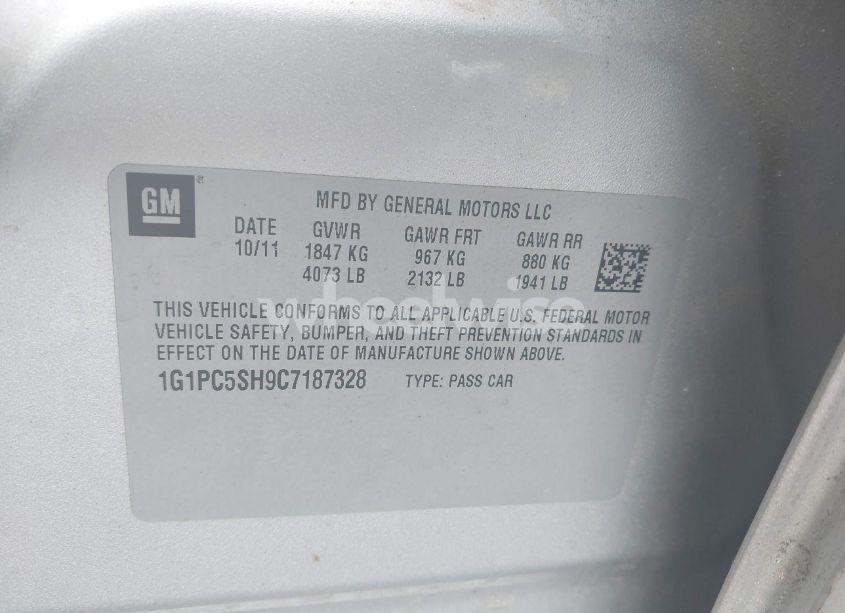 GM
MFD BY GENERAL MOTORS LLC
DATE GVWR GAWR FRT GAWR RR
10/11 1847 KG 967 KG 880 KG
4073 LB 2132 LB 1941 LB
wheelwise
THIS VEHICLE CONFORMS TO ALL APPLICABLE U.S. FEDERAL MOTOR
VEHICLE SAFETY, BUMPER, AND THEFT PREVENTION STANDARDS IN
EFFECT ON THE DATE OF MANUFACTURE SHOWN ABOVE.
1G1PC5SH9C7187328 TYPE: PASS CAR